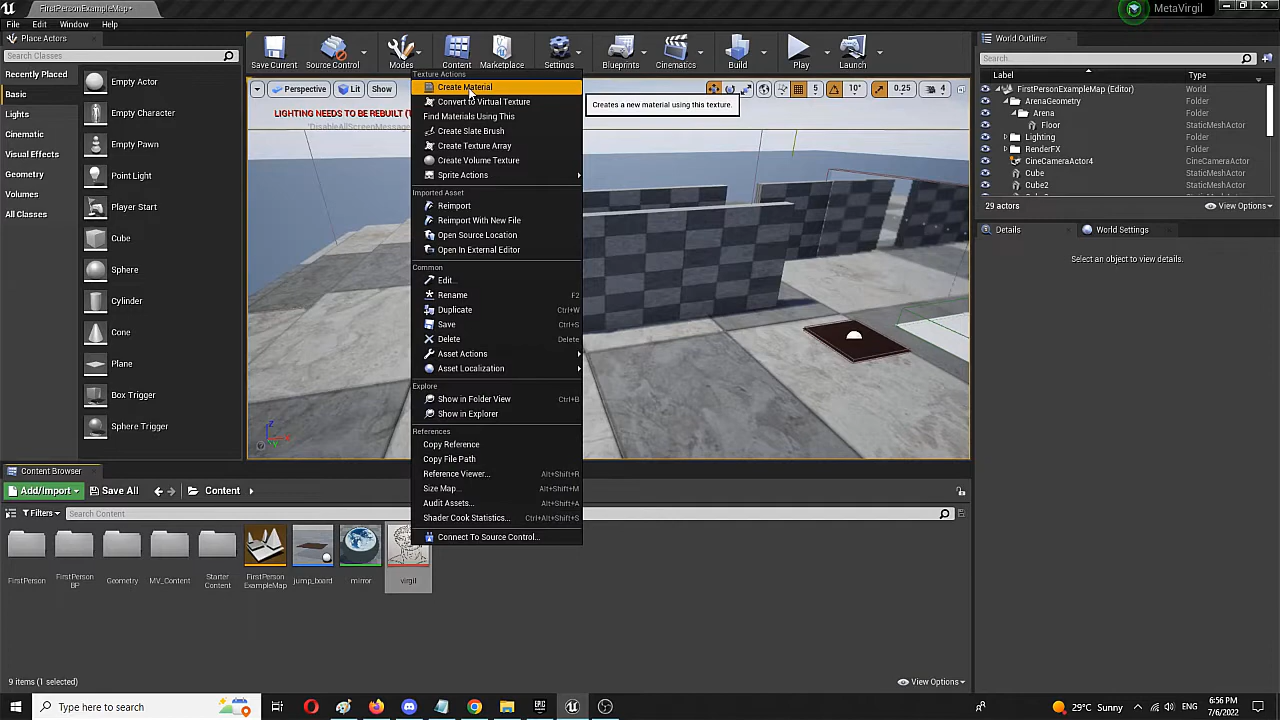 FirstPersonExampleMap*
MetaVirgil
File Edit Window Help
Place Actors
Search Classes
Recently Placed
Basic
Lights
Cinematic
Visual Effects
Geometry
Volumes
All Classes
Empty Actor
Empty Character
Empty Pawn
Point Light
Player Start
Cube
Sphere
Cylinder
Cone
Plane
Box Trigger
Sphere Trigger
Save Current
Source Control
Modes
Content
Marketplace
Settings
Blueprints
Cinematics
Build
Play
Launch
Perspective
Lit
Show
10°
0.25
4
5
LIGHTING NEEDS TO BE REBUILT (
'DisableAllScreenMessage
Texture Actions
Create Material
Convert to Virtual Texture
Find Materials Using This
Create Slate Brush
Create Texture Array
Create Volume Texture
Sprite Actions
Imported Asset
Reimport
Reimport With New File
Open Source Location
Open In External Editor
Common
Edit...
Rename F2
Duplicate Ctrl+W
Save Ctrl+S
Delete Delete
Asset Actions
Asset Localization
Explore
Show in Folder View Ctrl+B
Show in Explorer
References
Copy Reference
Copy File Path
Reference Viewer... Alt+Shift+R
Size Map... Alt+Shift+M
Audit Assets... Alt+Shift+A
Shader Cook Statistics... Ctrl+Alt+Shift+S
Connect To Source Control...
Creates a new material using this texture.
World Outliner
Search...
Label Type
FirstPersonExampleMap (Editor) World
ArenaGeometry Folder
Arena Folder
Floor StaticMeshActor
Lighting Folder
RenderFX Folder
CineCameraActor4 CineCameraActor
Cube StaticMeshActor
Cube2 StaticMeshActor
29 actors
View Options
Details
World Settings
Select an object to view details.
Content Browser
Add/Import
Save All
Content
Filters
Search Content
FirstPerson
FirstPerson
BP
Geometry
MV_Content
Starter
Content
FirstPerson
ExampleMap
jump_board
mirror
virgil
9 items (1 selected)
View Options
Type here to search
29°C Sunny
6:56 PM
7/6/2022